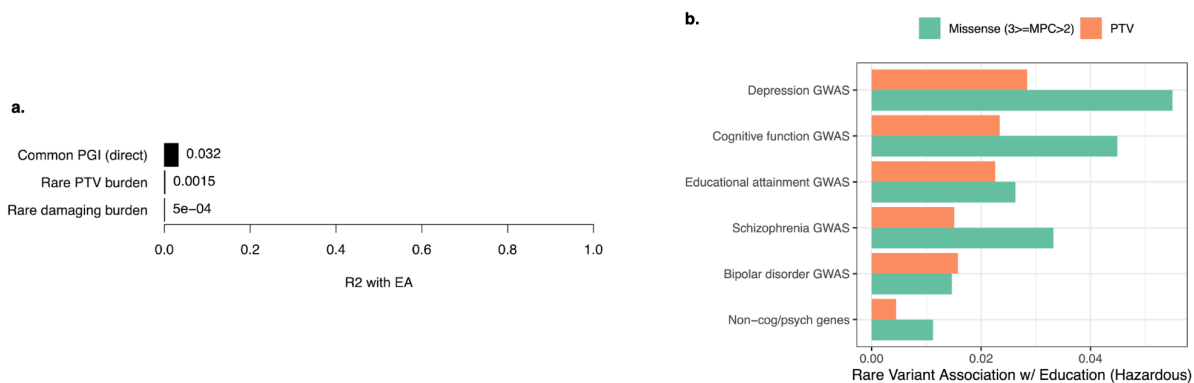 a.
Common PGI (direct)
0.032
Rare PTV burden
0.0015
Rare damaging burden
5e−04
0.0 0.2 0.4 0.6 0.8 1.0
R2 with EA
b.
Missense (3>=MPC>2) PTV
Depression GWAS
Cognitive function GWAS
Educational attainment GWAS
Schizophrenia GWAS
Bipolar disorder GWAS
Non−cog/psych genes
0.00 0.02 0.04
Rare Variant Association w/ Education (Hazardous)